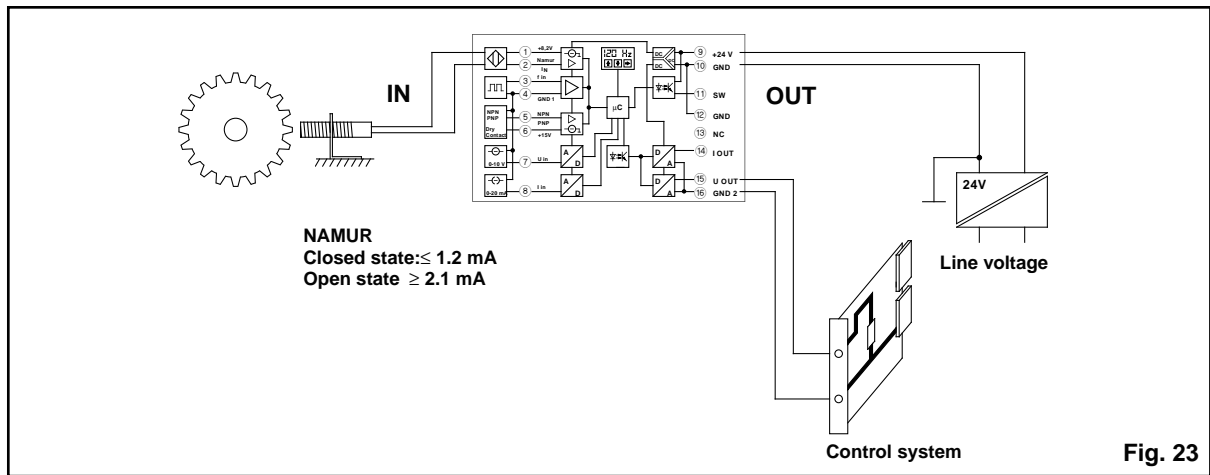 IN
OUT
1 +8,2V
2 Namur
IN
3 f in
4 GND 1
NPN
PNP
Dry
Contact
5 NPN
PNP
6 +15V
0-10 V
7 U in
0-20 mA
8 I in
A
D
A
D
120 Hz
µC
DC
DC
D
A
D
A
9 +24 V
10 GND
11 SW
12 GND
13 NC
14 I OUT
15 U OUT
16 GND 2
NAMUR
Closed state:≤ 1.2 mA
Open state ≥ 2.1 mA
24V
Line voltage
Control system
Fig. 23